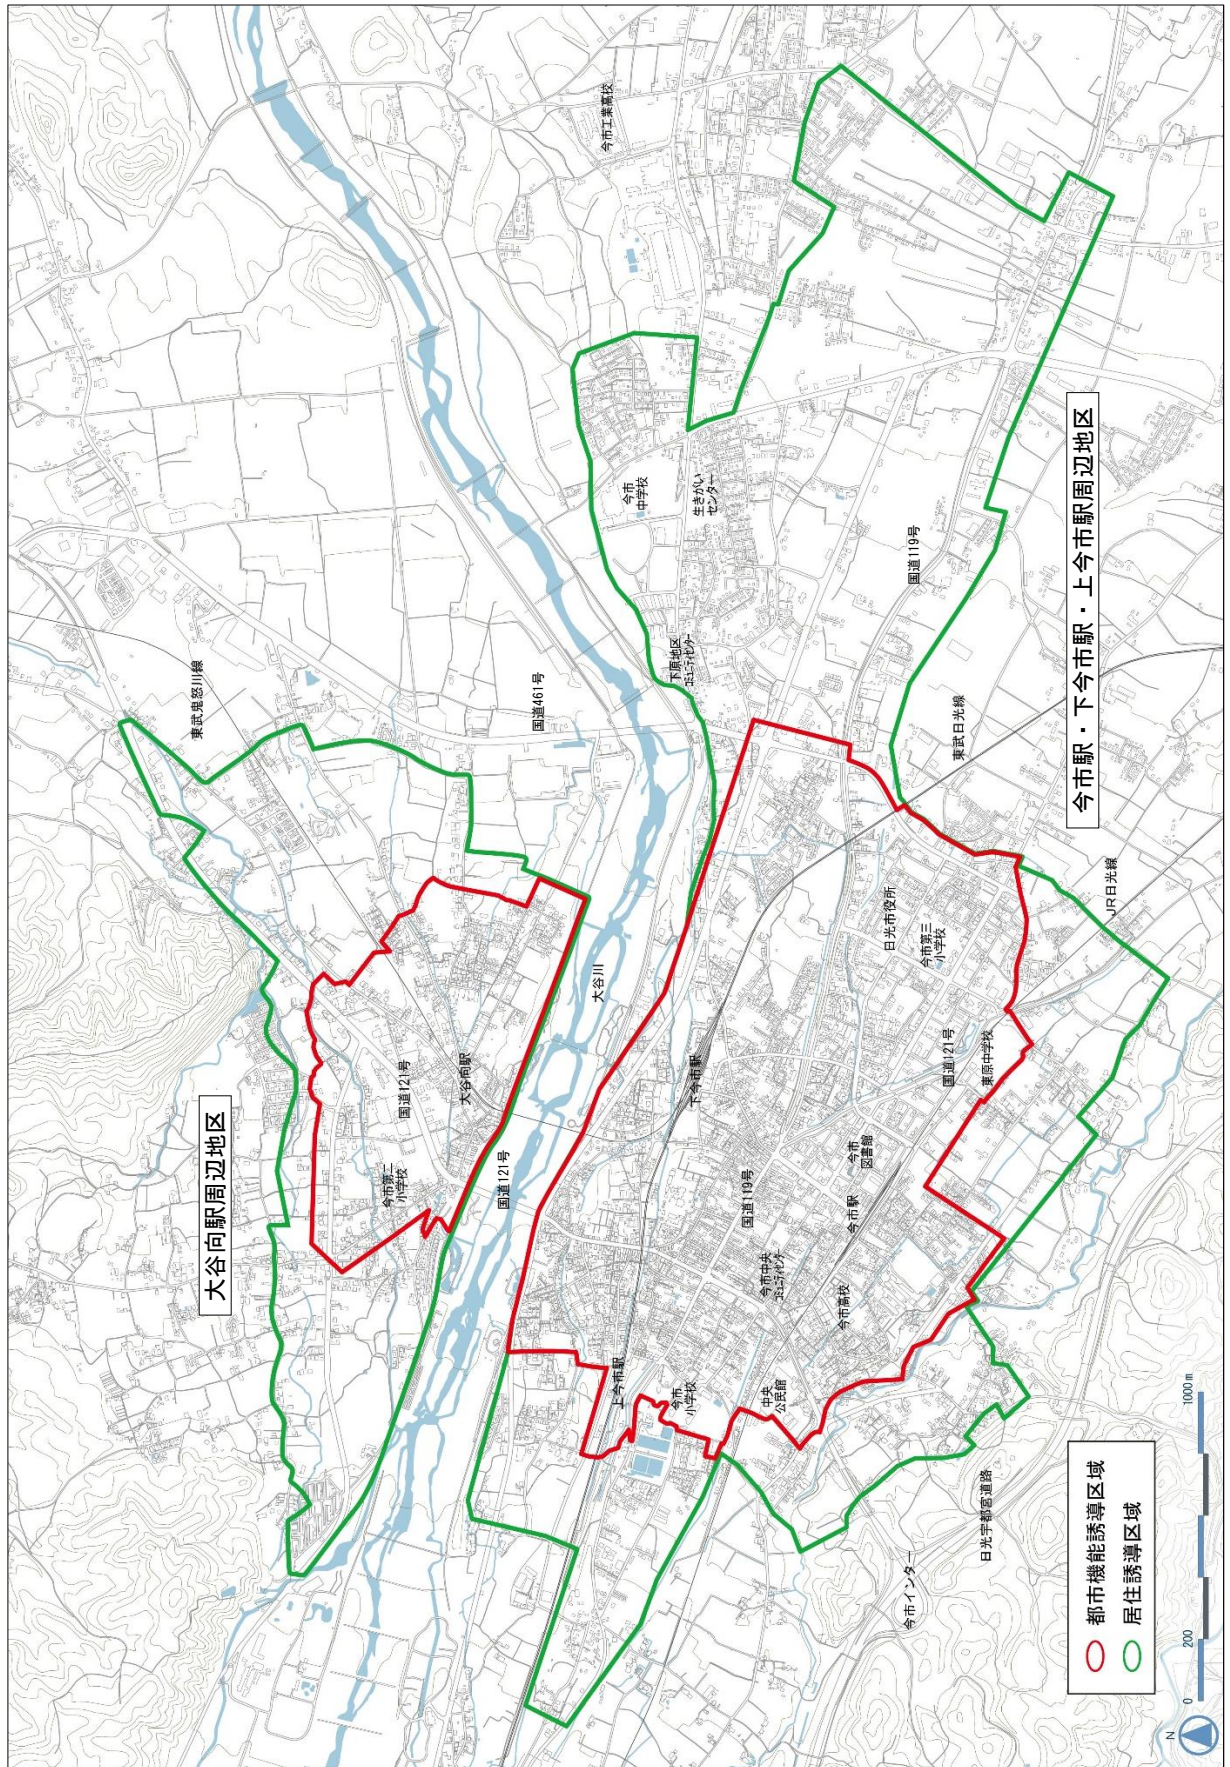 大谷向駅周辺地区
東武鬼怒川線
国道121号
大谷向駅
今市第二
小学校
国道461号
国道121号
大谷川
今市工業高校
今市
中学校
生きがい
センター
下原地区
コミュニティセンター
国道119号
下今市駅
上今市駅
今市
小学校
国道119号
今市中央
コミュニティセンター
中央
公民館
今市高校
今市駅
今市
図書館
日光市役所
今市第三
小学校
国道121号
東原中学校
東武日光線
JR日光線
今市インター
日光宇都宮道路
今市駅・下今市駅・上今市駅周辺地区
都市機能誘導区域
居住誘導区域
N
0
200
1000m